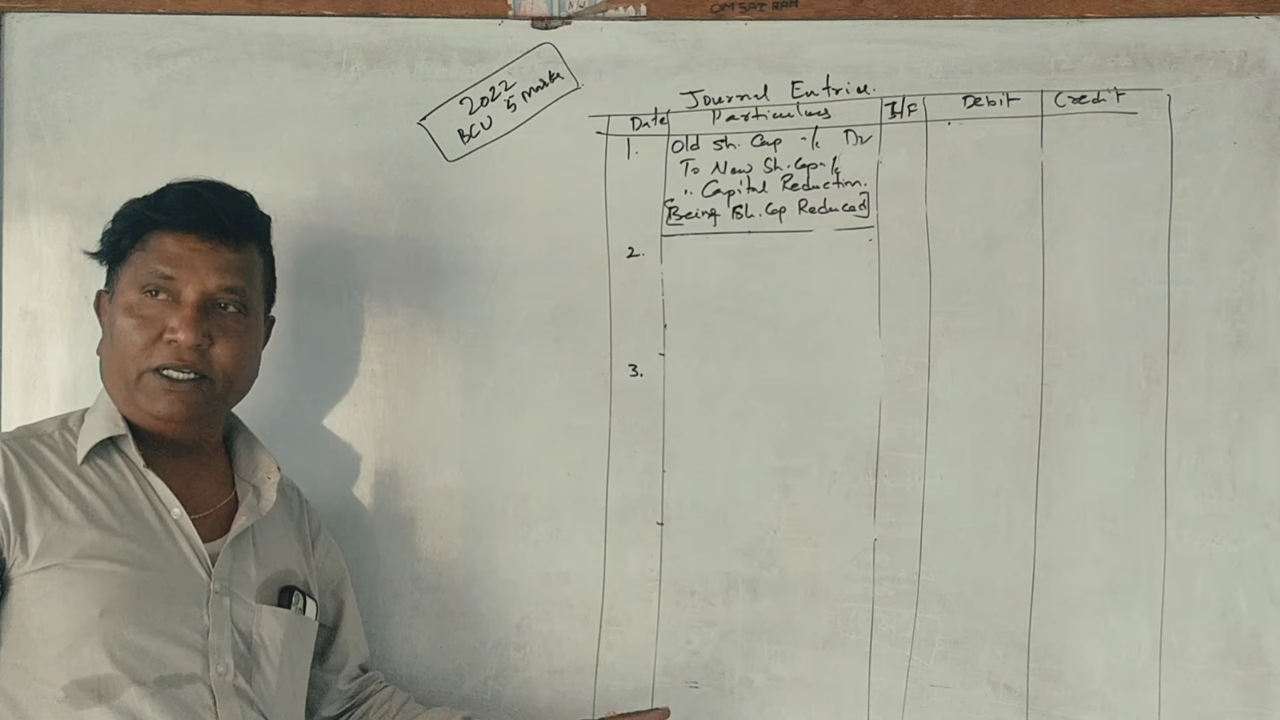 OM SAI RAM
2022
BCU 5 Marks
Journal Entries.
Date Particulars I/F Debit Credit
1. Old Sh. Cap A/c Dr
To New Sh. Cap A/c
" Capital Reduction.
[Being Sh. Cap Reduced]
2.
3.